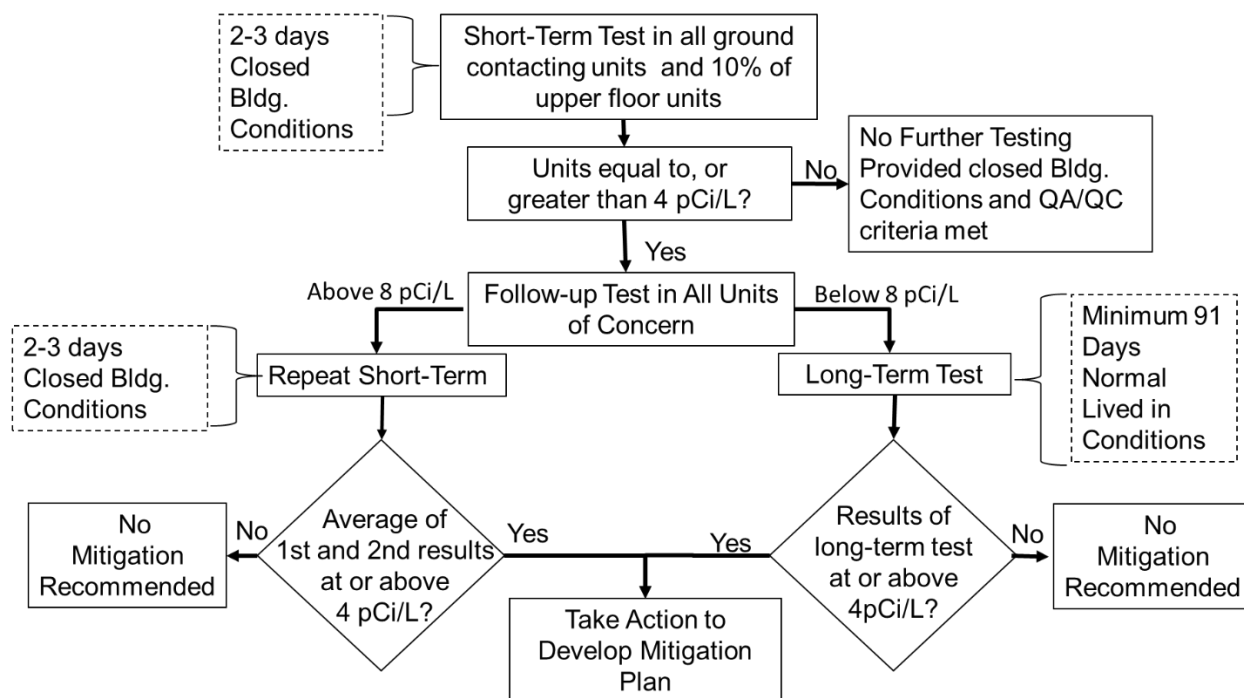 2-3 days
Closed
Bldg.
Conditions
Short-Term Test in all ground
contacting units and 10% of
upper floor units
Units equal to, or
greater than 4 pCi/L?
No
No Further Testing
Provided closed Bldg.
Conditions and QA/QC
criteria met
Yes
Above 8 pCi/L
Follow-up Test in All Units
of Concern
Below 8 pCi/L
2-3 days
Closed Bldg.
Conditions
Repeat Short-Term
Long-Term Test
Minimum 91
Days
Normal
Lived in
Conditions
No
Mitigation
Recommended
No
Average of
1st and 2nd results
at or above
4 pCi/L?
Yes
Yes
Results of
long-term test
at or above
4pCi/L?
No
No
Mitigation
Recommended
Take Action to
Develop Mitigation
Plan